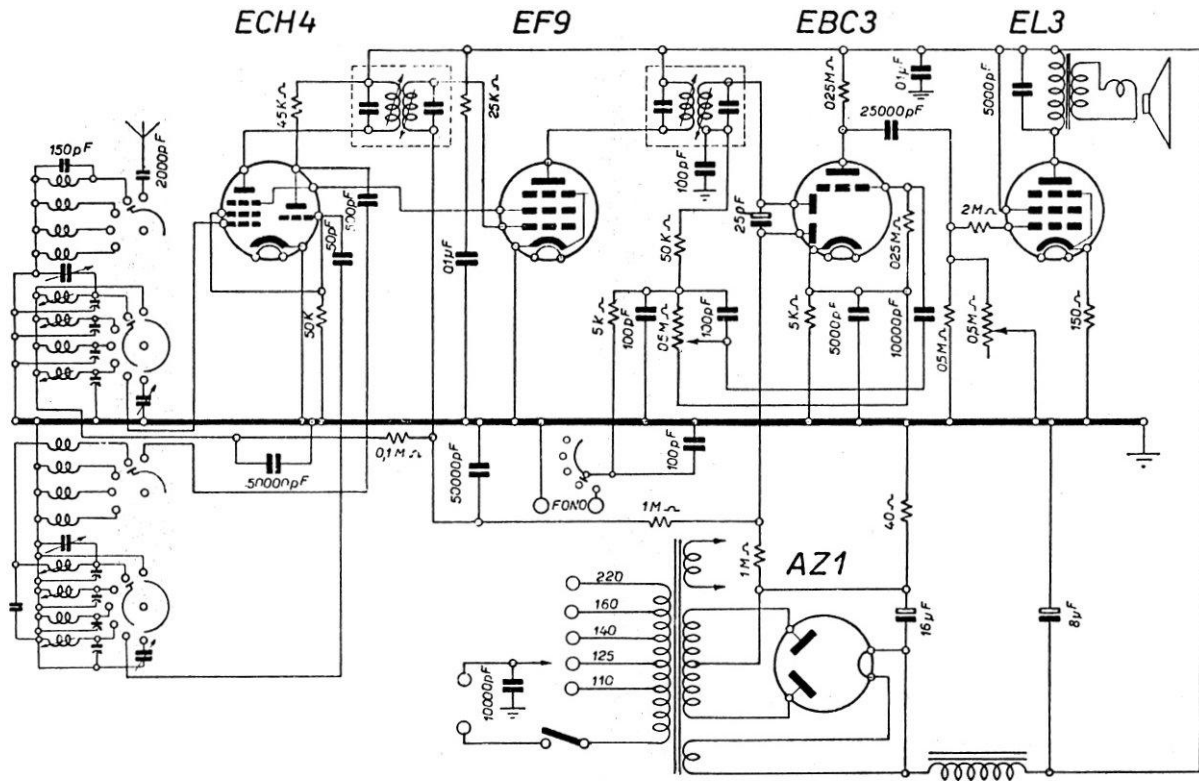 ECH4
EF9
EBC3
EL3
45KΩ
25KΩ
0.25MΩ
0.1µF
5000pF
25000pF
150pF
2000pF
100pF
500pF
50pF
25pF
2MΩ
50KΩ
0.25MΩ
0.1µF
50K
5KΩ
100pF
0.5MΩ
100pF
5KΩ
5000pF
10000pF
0.5MΩ
0,5MΩ
150Ω
0,1MΩ
50000pF
50000pF
100pF
FONO
1MΩ
40Ω
1MΩ
AZ1
220
160
140
125
110
16µF
8µF
10000pF